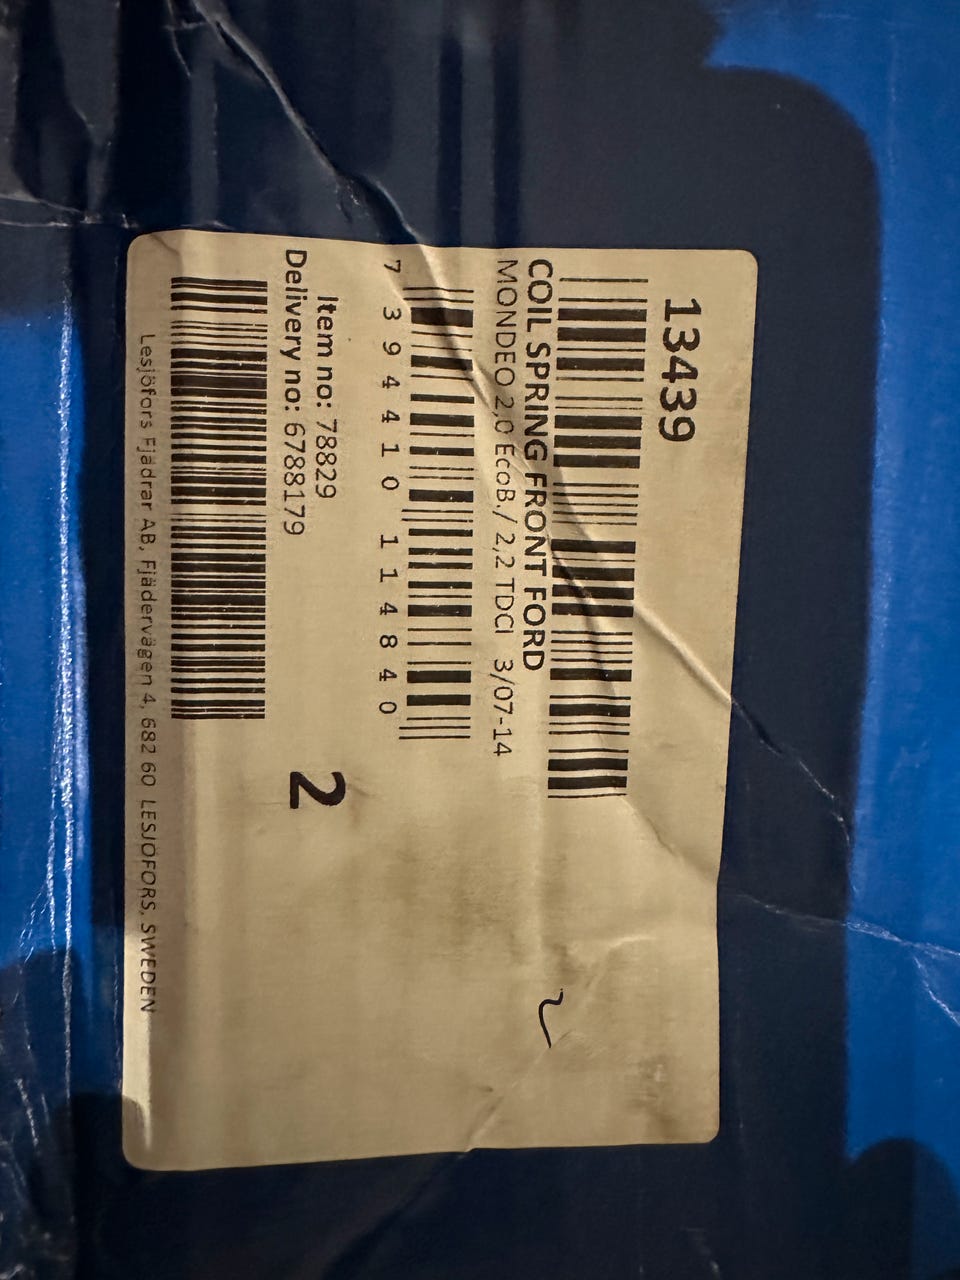 13439
COIL SPRING FRONT FORD
MONDEO 2,0 EcoB./ 2,2 TDCI 3/07-14
7 394410 114840
Item no: 78829
Delivery no: 6788179
2
Lesjöfors Fjädrar AB, Fjädervägen 4, 682 60 LESJÖFORS, SWEDEN
2